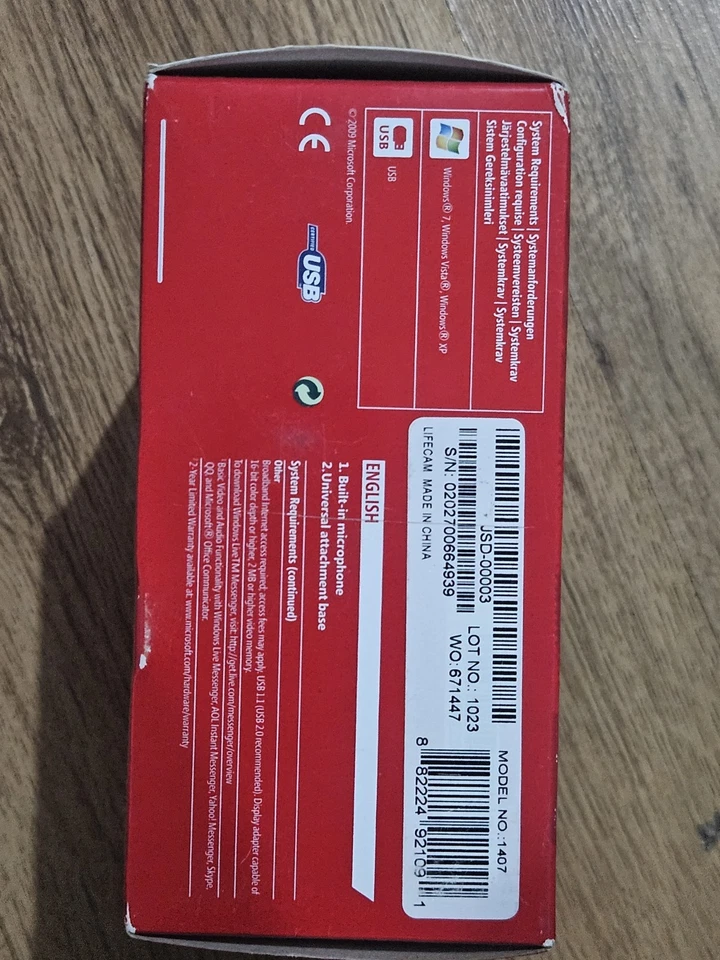 System Requirements | Systemanforderungen
Configuration requise | Systeemvereisten | Systemkrav
Järjestelmävaatimukset | Systemkrav | Systemkrav
Sistem Gereksinimleri
Windows® 7, Windows Vista®, Windows® XP
USB
USB
© 2009 Microsoft Corporation.
CE
CERTIFIED
USB
JSD-00003
S/N: 0202700664939
LIFECAM MADE IN CHINA
LOT NO.: 1023
WO: 671447
MODEL NO.:1407
8 82224 92109 1
ENGLISH
1. Built-in microphone
2. Universal attachment base
System Requirements (continued)
Other
Broadband Internet access required; access fees may apply. USB 1.1 (USB 2.0 recommended). Display adapter capable of
16-bit color depth or higher, 2 MB or higher video memory.
To download Windows Live™ Messenger, visit: http://get.live.com/messenger/overview
¹Basic Video and Audio Functionality with Windows Live Messenger, AOL Instant Messenger, Yahoo! Messenger, Skype,
QQ, and Microsoft® Office Communicator.
²2-Year Limited Warranty available at: www.microsoft.com/hardware/warranty